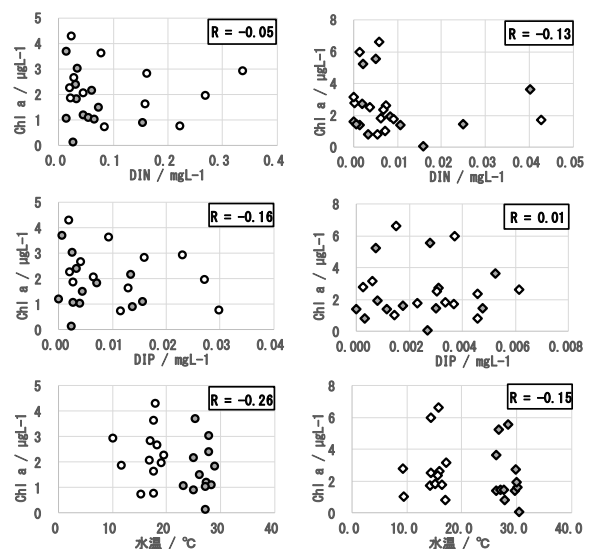 R = -0.05
Chl a / µgL-1
5
4
3
2
1
0
0.0 0.1 0.2 0.3 0.4
DIN / mgL-1
R = -0.13
Chl a / µgL-1
8
6
4
2
0
0.00 0.01 0.02 0.03 0.04 0.05
DIN / mgL-1
R = -0.16
Chl a / µgL-1
5
4
3
2
1
0
0.00 0.01 0.02 0.03 0.04
DIP / mgL-1
R = 0.01
Chl a / µgL-1
8
6
4
2
0
0.000 0.002 0.004 0.006 0.008
DIP / mgL-1
R = -0.26
Chl a / µgL-1
5
4
3
2
1
0
0 10 20 30 40
水温 / ℃
R = -0.15
Chl a / µgL-1
8
6
4
2
0
0.0 10.0 20.0 30.0 40.0
水温 / ℃